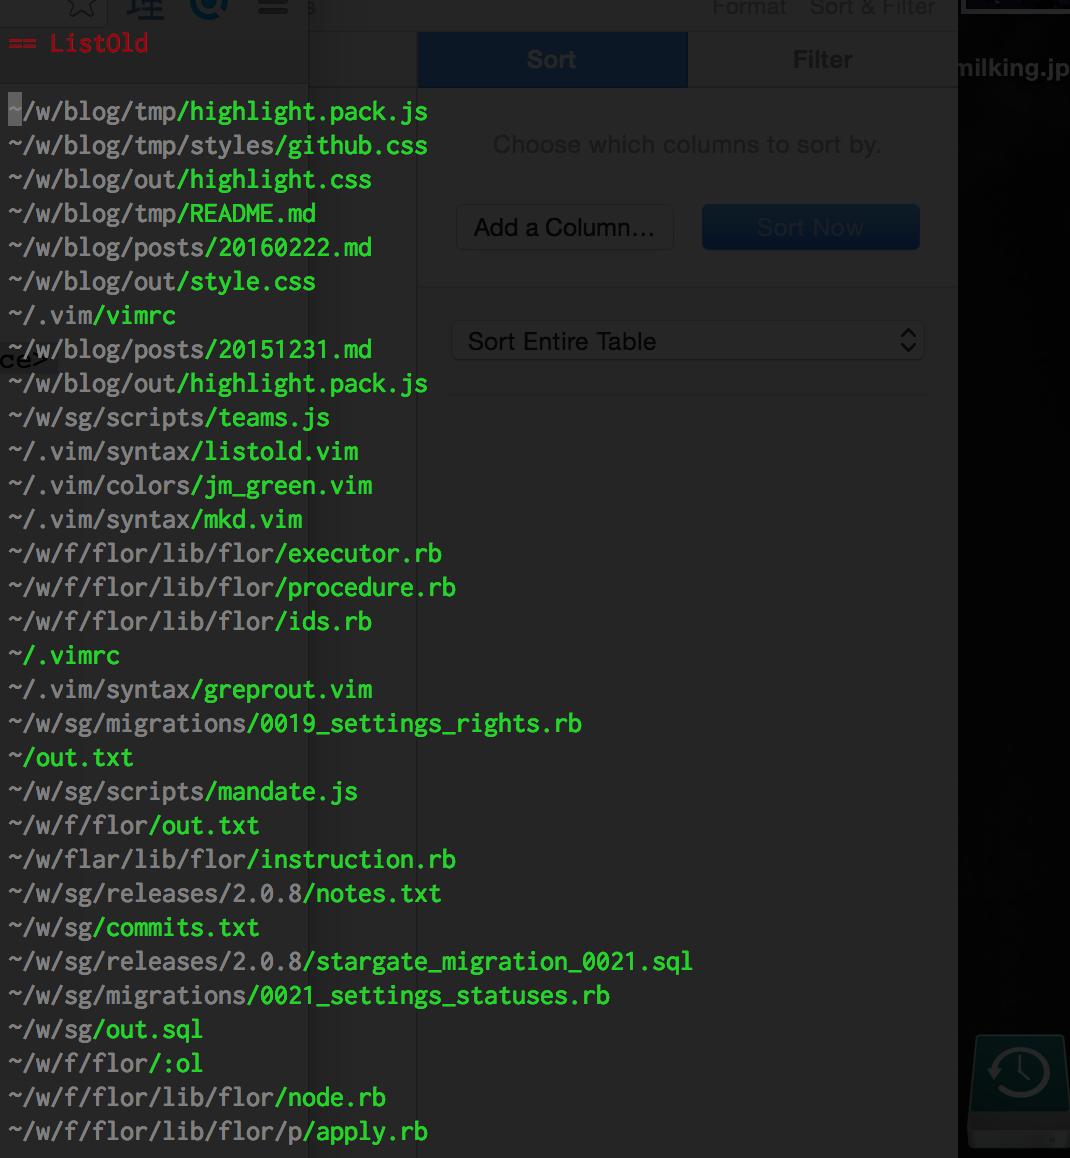 理
Format Sort & Filter
== ListOld
Sort Filter
milking.jp
~/w/blog/tmp/highlight.pack.js
~/w/blog/tmp/styles/github.css
Choose which columns to sort by.
~/w/blog/out/highlight.css
~/w/blog/tmp/README.md
Add a Column... Sort Now
~/w/blog/posts/20160222.md
~/w/blog/out/style.css
~/.vim/vimrc
Sort Entire Table
~/w/blog/posts/20151231.md
ce>
~/w/blog/out/highlight.pack.js
~/w/sg/scripts/teams.js
~/.vim/syntax/listold.vim
~/.vim/colors/jm_green.vim
~/.vim/syntax/mkd.vim
~/w/f/flor/lib/flor/executor.rb
~/w/f/flor/lib/flor/procedure.rb
~/w/f/flor/lib/flor/ids.rb
~/.vimrc
~/.vim/syntax/greprout.vim
~/w/sg/migrations/0019_settings_rights.rb
~/out.txt
~/w/sg/scripts/mandate.js
~/w/f/flor/out.txt
~/w/flar/lib/flor/instruction.rb
~/w/sg/releases/2.0.8/notes.txt
~/w/sg/commits.txt
~/w/sg/releases/2.0.8/stargate_migration_0021.sql
~/w/sg/migrations/0021_settings_statuses.rb
~/w/sg/out.sql
~/w/f/flor/:ol
~/w/f/flor/lib/flor/node.rb
~/w/f/flor/lib/flor/p/apply.rb